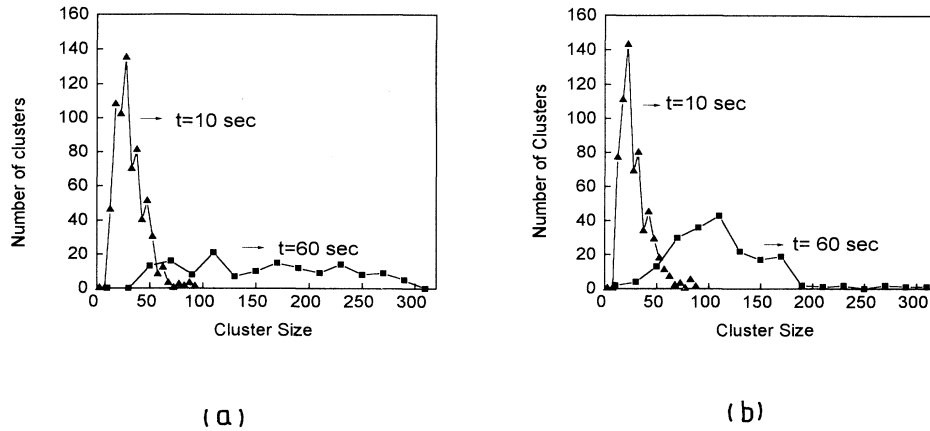 160
140
120
100
80
60
40
20
0
Number of clusters
t=10 sec
t=60 sec
0 50 100 150 200 250 300
Cluster Size
(a)
160
140
120
100
80
60
40
20
0
Number of Clusters
t=10 sec
t= 60 sec
0 50 100 150 200 250 300
Cluster Size
(b)